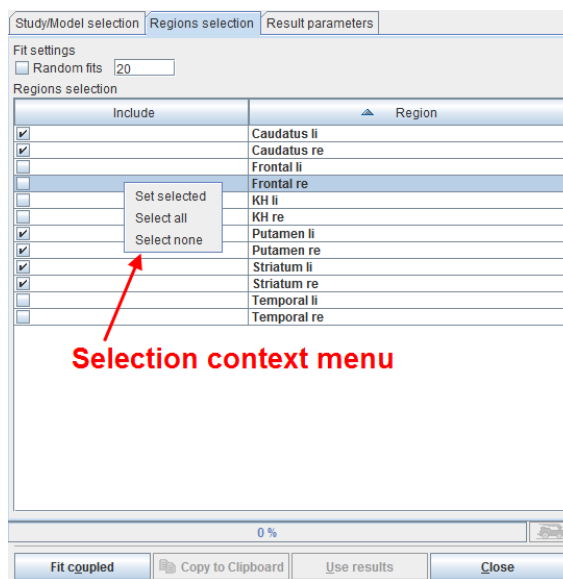 Study/Model selection Regions selection Result parameters
Fit settings
Random fits 20
Regions selection
Include Region
Caudatus li
Caudatus re
Frontal li
Frontal re
Set selected KH li
Select all KH re
Select none Putamen li
Putamen re
Striatum li
Striatum re
Temporal li
Temporal re
Selection context menu
0 %
Fit coupled Copy to Clipboard Use results Close